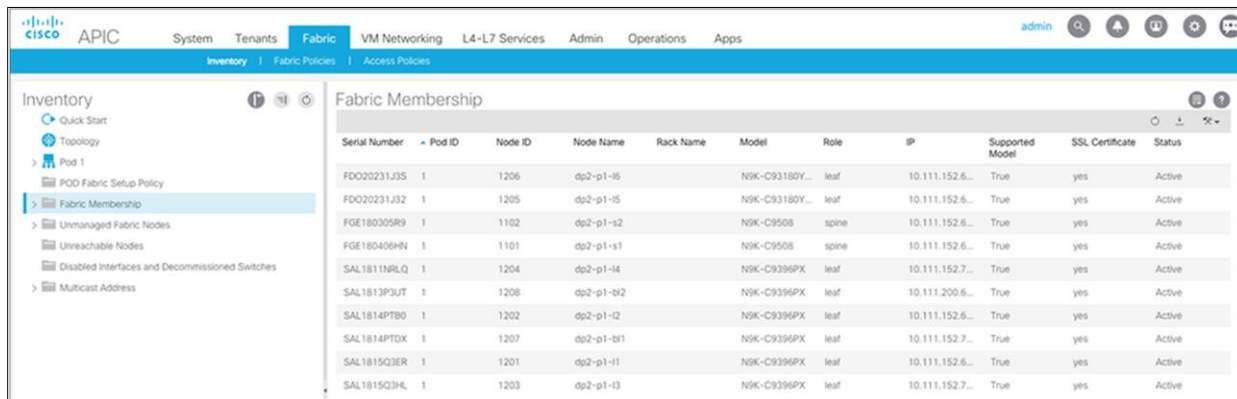 CISCO APIC System Tenants Fabric VM Networking L4-L7 Services Admin Operations Apps admin
Inventory | Fabric Policies | Access Policies
Inventory
Quick Start
Topology
Pod 1
POD Fabric Setup Policy
Fabric Membership
Unmanaged Fabric Nodes
Unreachable Nodes
Disabled Interfaces and Decommissioned Switches
Multicast Address
Fabric Membership
Serial Number Pod ID Node ID Node Name Rack Name Model Role IP Supported Model SSL Certificate Status
FDO20231J3S 1 1206 dp2-p1-l6 N9K-C93180Y... leaf 10.111.152.6... True yes Active
FDO20231J32 1 1205 dp2-p1-l5 N9K-C93180Y... leaf 10.111.152.6... True yes Active
FGE180305R9 1 1102 dp2-p1-s2 N9K-C9508 spine 10.111.152.6... True yes Active
FGE180406HN 1 1101 dp2-p1-s1 N9K-C9508 spine 10.111.152.6... True yes Active
SAL1811NRLQ 1 1204 dp2-p1-l4 N9K-C9396PX leaf 10.111.152.7... True yes Active
SAL1813P3UT 1 1208 dp2-p1-bl2 N9K-C9396PX leaf 10.111.200.6... True yes Active
SAL1814PTB0 1 1202 dp2-p1-l2 N9K-C9396PX leaf 10.111.152.6... True yes Active
SAL1814PTDX 1 1207 dp2-p1-bl1 N9K-C9396PX leaf 10.111.152.7... True yes Active
SAL1815Q3ER 1 1201 dp2-p1-l1 N9K-C9396PX leaf 10.111.152.6... True yes Active
SAL1815Q3HL 1 1203 dp2-p1-l3 N9K-C9396PX leaf 10.111.152.7... True yes Active